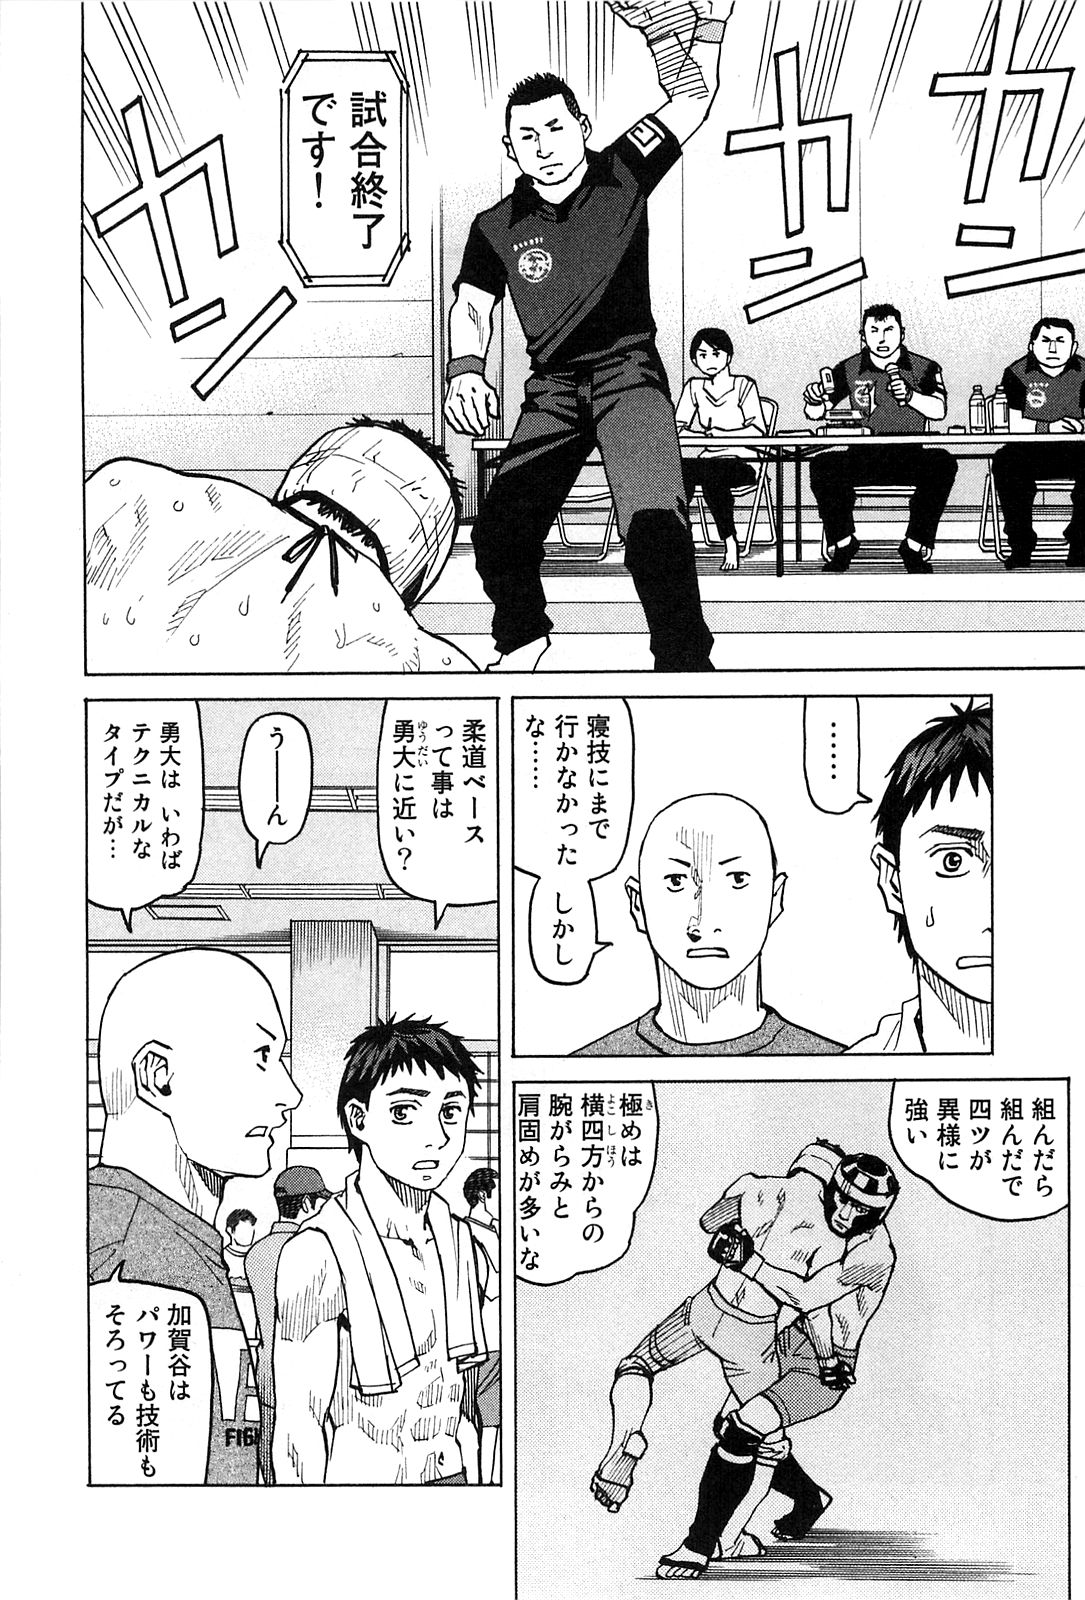 カン
カン
カン
試合終了
です！
………
寝技にまで
行かなかった
な……
しかし
組んだら
組んだで
四ツが
異様に
強い
極めは
横四方からの
腕がらみと
肩固めが多いな
柔道ベース
って事は
勇大に近い？
うーーん
勇大は いわば
テクニカルな
タイプだが…
加賀谷は
パワーも技術も
そろってる
FIGH